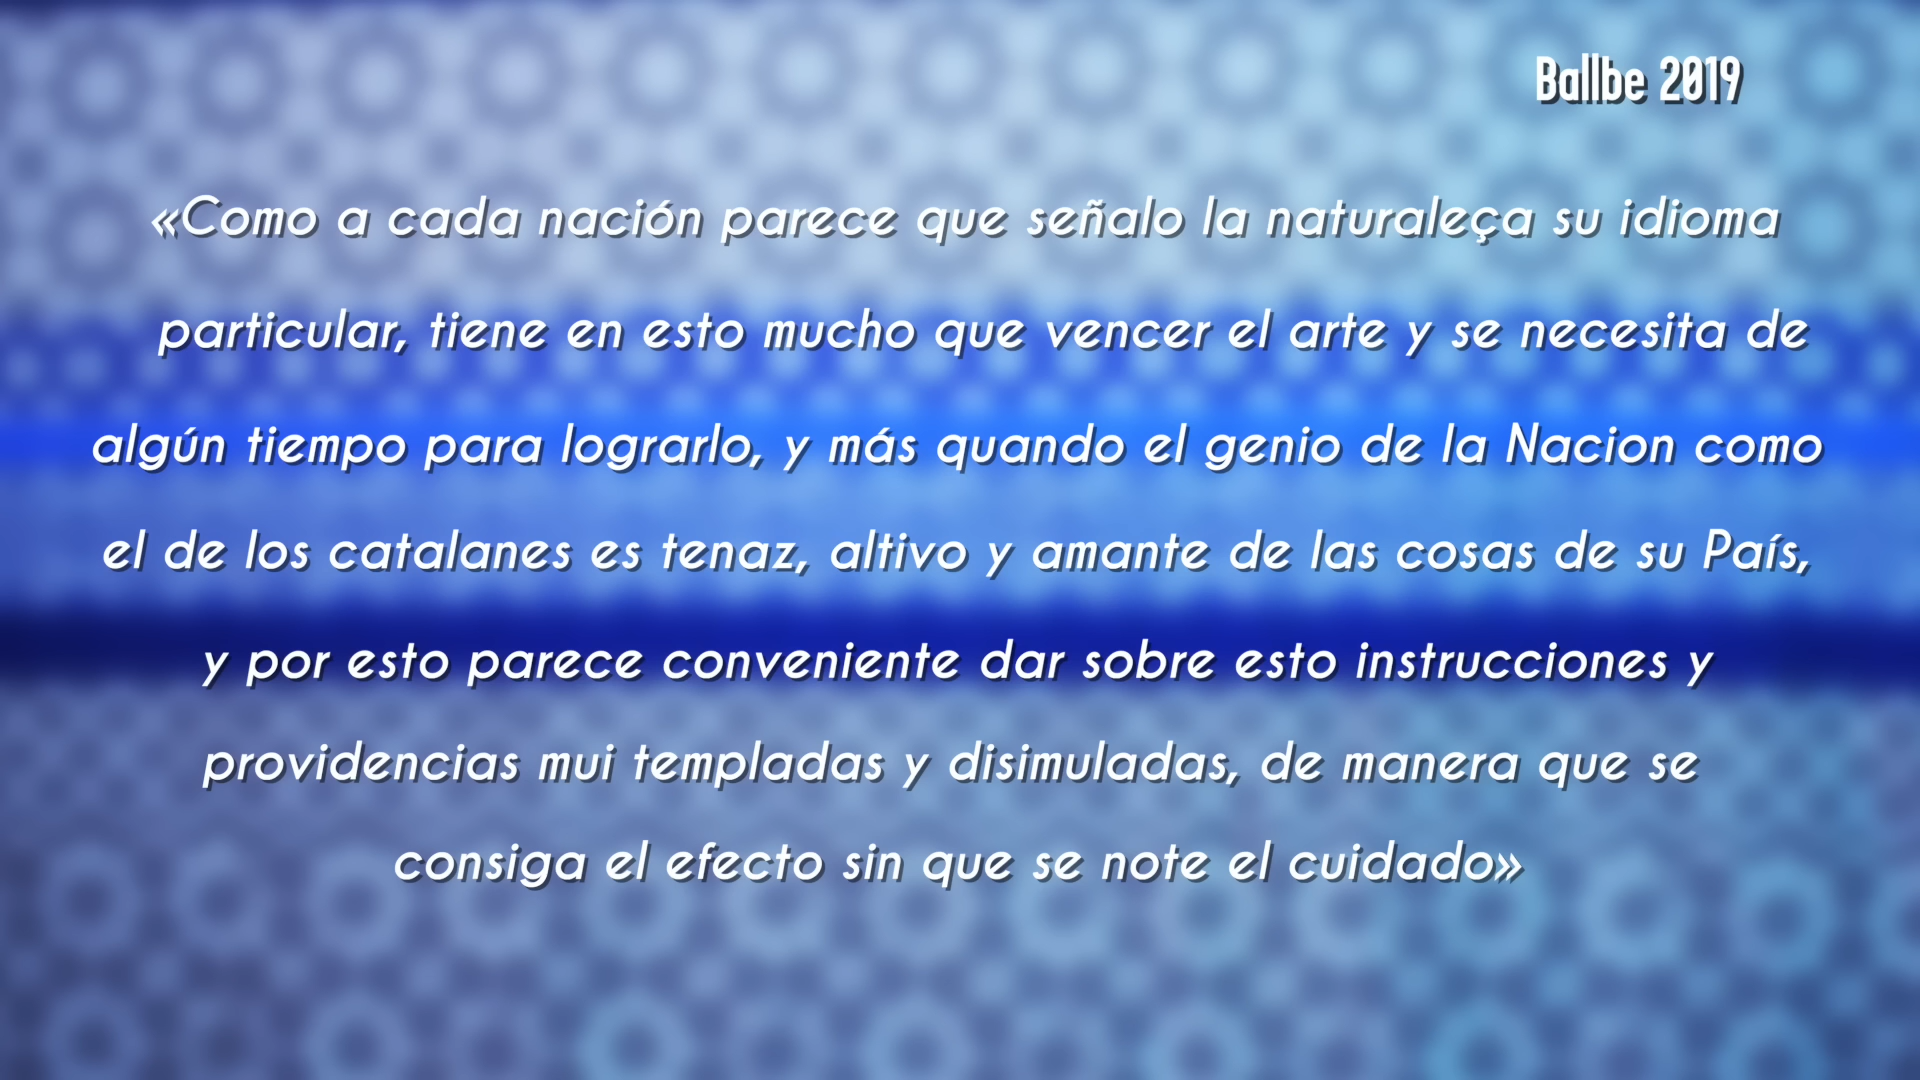 Ballbe 2019
«Como a cada nación parece que señalo la naturaleça su idioma
particular, tiene en esto mucho que vencer el arte y se necesita de
algún tiempo para lograrlo, y más quando el genio de la Nacion como
el de los catalanes es tenaz, altivo y amante de las cosas de su País,
y por esto parece conveniente dar sobre esto instrucciones y
providencias mui templadas y disimuladas, de manera que se
consiga el efecto sin que se note el cuidado»